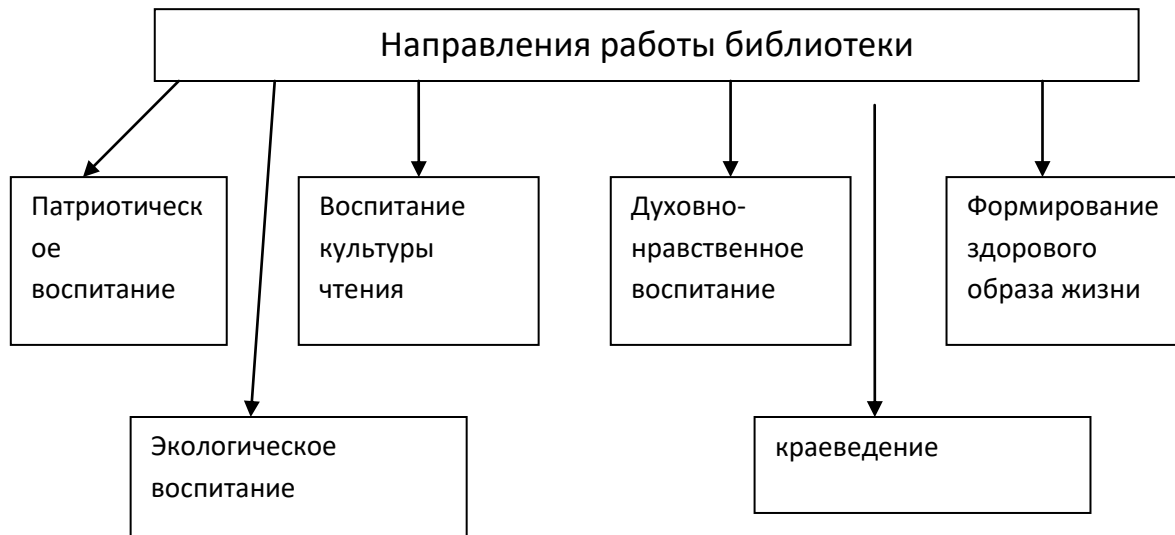 Направления работы библиотеки
Патриотическ
ое
воспитание
Воспитание
культуры
чтения
Духовно-
нравственное
воспитание
Формирование
здорового
образа жизни
Экологическое
воспитание
краеведение